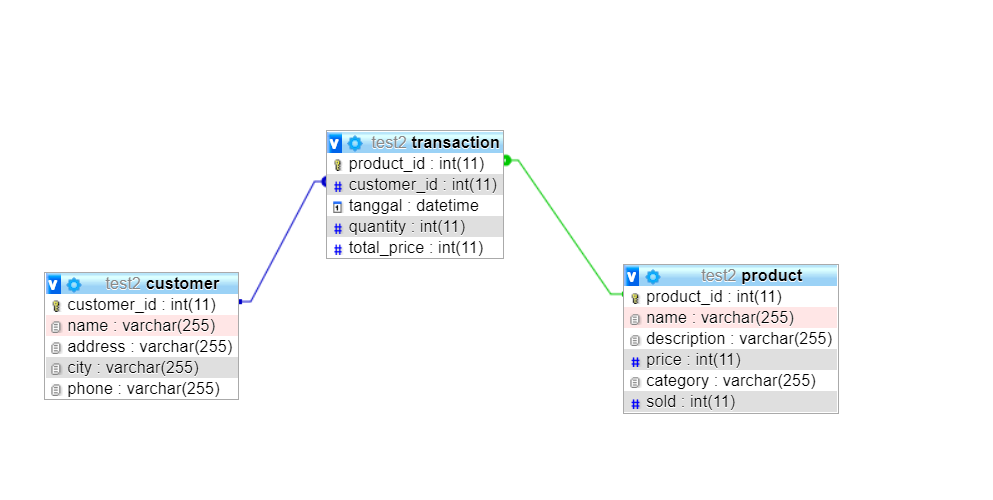 v test2 transaction
product_id : int(11)
# customer_id : int(11)
1 tanggal : datetime
# quantity : int(11)
# total_price : int(11)
v test2 customer
customer_id : int(11)
name : varchar(255)
address : varchar(255)
city : varchar(255)
phone : varchar(255)
v test2 product
product_id : int(11)
name : varchar(255)
description : varchar(255)
# price : int(11)
category : varchar(255)
# sold : int(11)